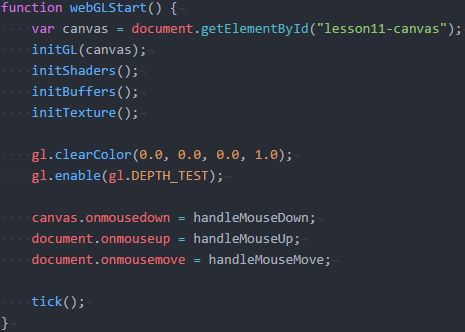 function webGLStart() {
    var canvas = document.getElementById("lesson11-canvas");
    initGL(canvas);
    initShaders();
    initBuffers();
    initTexture();

    gl.clearColor(0.0, 0.0, 0.0, 1.0);
    gl.enable(gl.DEPTH_TEST);

    canvas.onmousedown = handleMouseDown;
    document.onmouseup = handleMouseUp;
    document.onmousemove = handleMouseMove;

    tick();
}